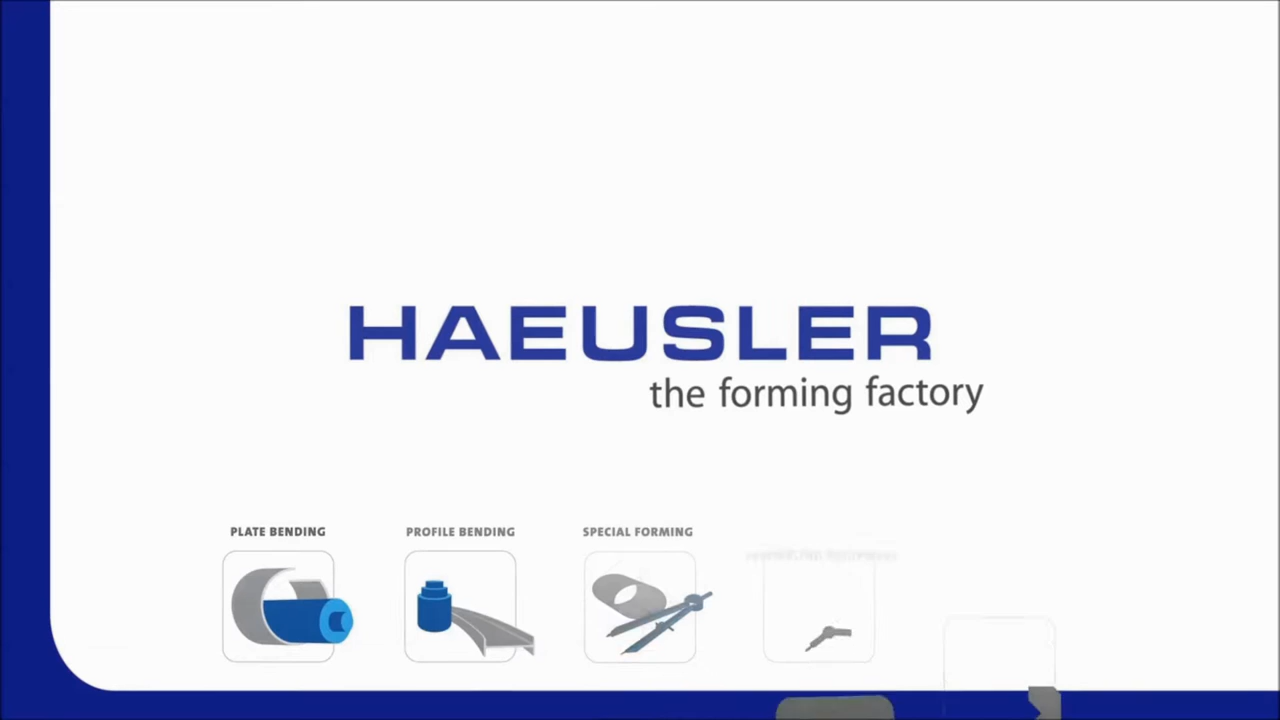 HAEUSLER
the forming factory
PLATE BENDING
PROFILE BENDING
SPECIAL FORMING